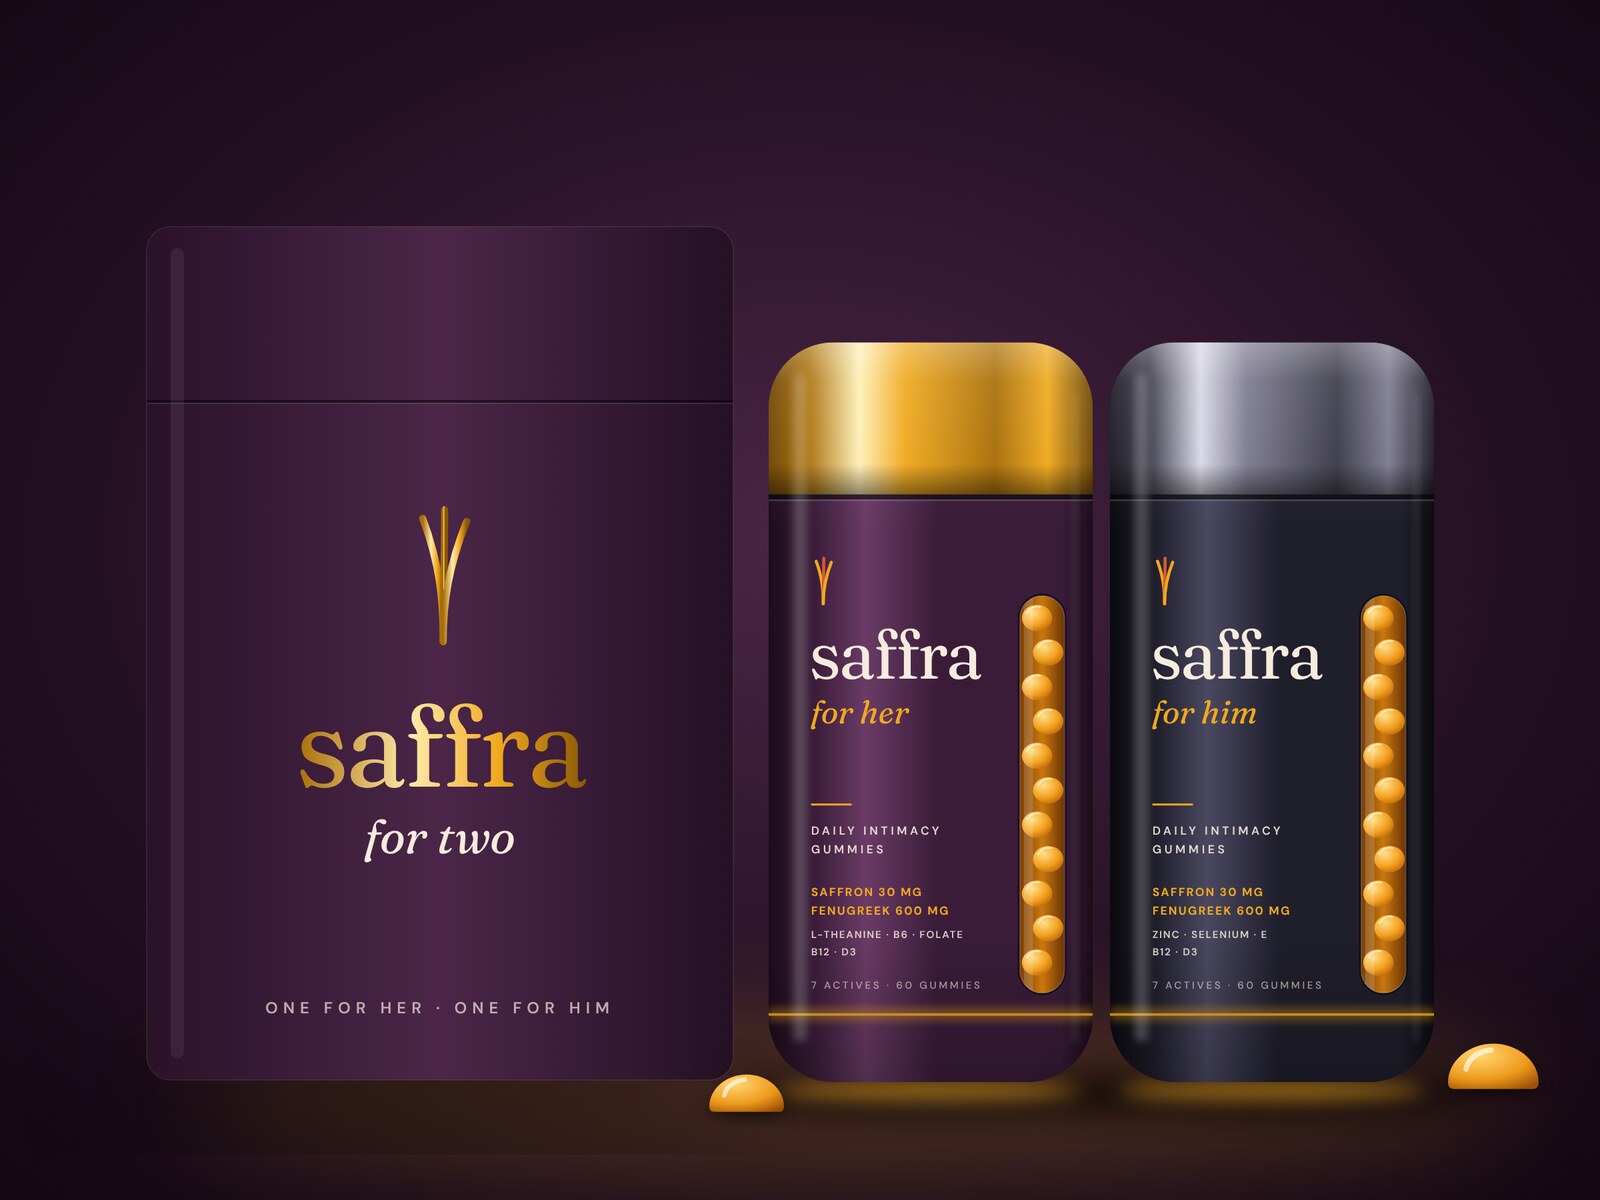 saffra
for two
ONE FOR HER · ONE FOR HIM
saffra
for her
DAILY INTIMACY
GUMMIES
SAFFRON 30 MG
FENUGREEK 600 MG
L-THEANINE · B6 · FOLATE
B12 · D3
7 ACTIVES · 60 GUMMIES
saffra
for him
DAILY INTIMACY
GUMMIES
SAFFRON 30 MG
FENUGREEK 600 MG
ZINC · SELENIUM · E
B12 · D3
7 ACTIVES · 60 GUMMIES